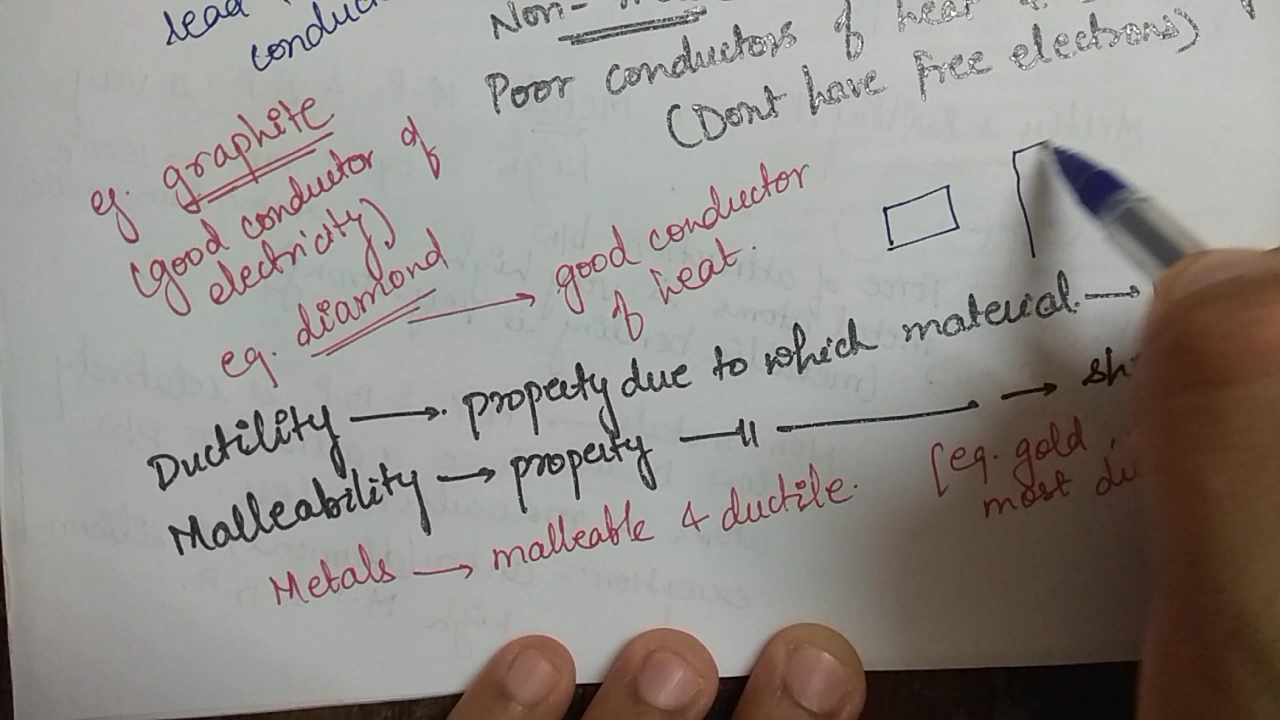 lead
conduc
Non-
Poor conductors of heat
(Dont have free electrons)
eg. graphite
(good conductor of
electricity)
eg. diamond → good conductor
of heat.
Ductility → property due to which material →
Malleability → property —〃— → sh
Metals → malleable & ductile. [eg. gold,
most du